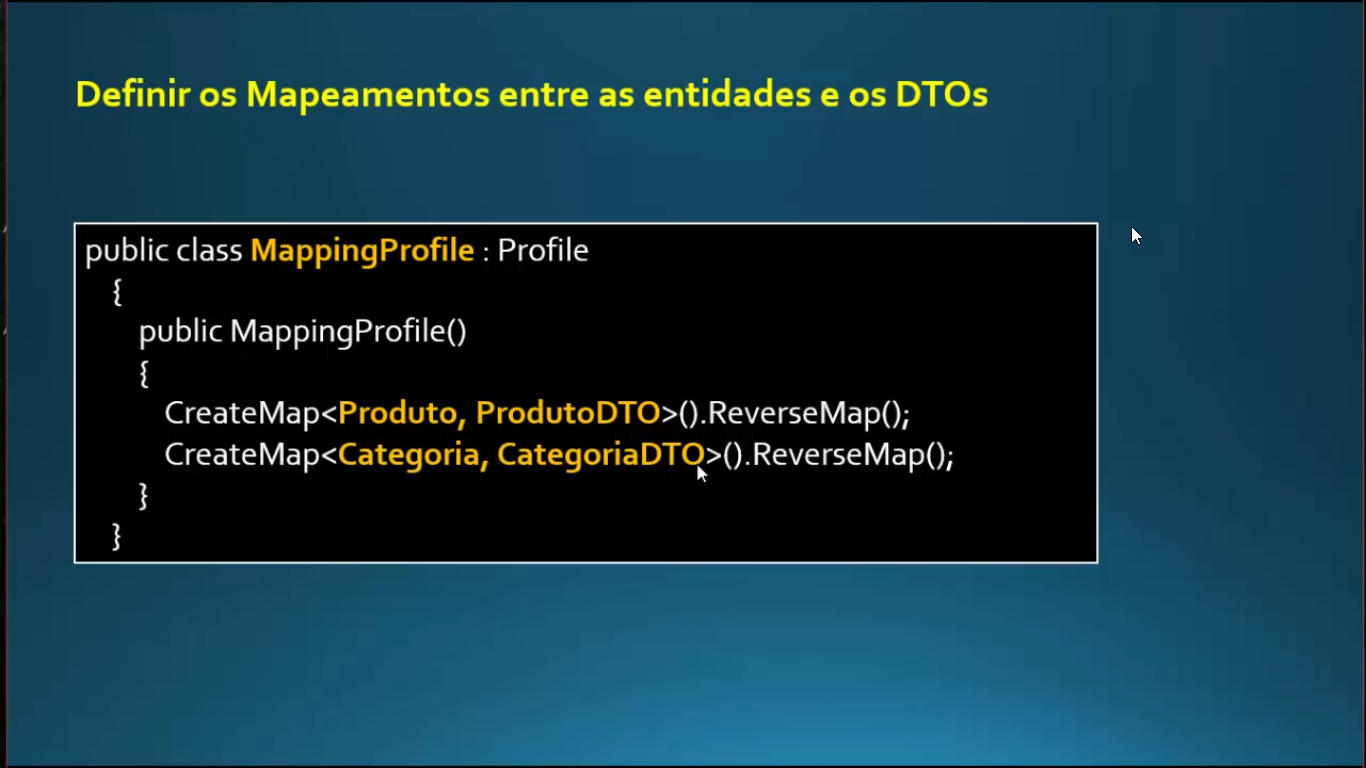 Definir os Mapeamentos entre as entidades e os DTOs
public class MappingProfile : Profile
{
public MappingProfile()
{
CreateMap<Produto, ProdutoDTO>().ReverseMap();
CreateMap<Categoria, CategoriaDTO>().ReverseMap();
}
}